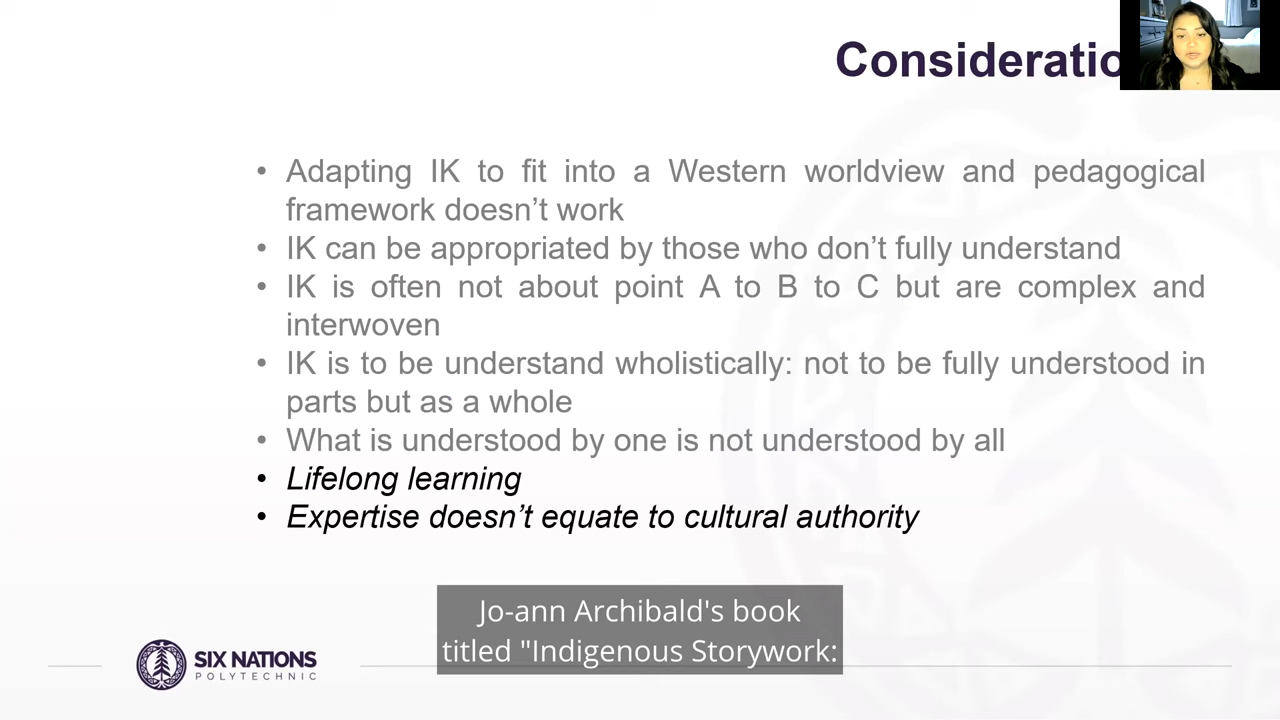 Consideratio
• Adapting IK to fit into a Western worldview and pedagogical
framework doesn’t work
• IK can be appropriated by those who don’t fully understand
• IK is often not about point A to B to C but are complex and
interwoven
• IK is to be understand wholistically: not to be fully understood in
parts but as a whole
• What is understood by one is not understood by all
• Lifelong learning
• Expertise doesn’t equate to cultural authority
Jo-ann Archibald's book
titled "Indigenous Storywork:
SIX NATIONS
POLYTECHNIC